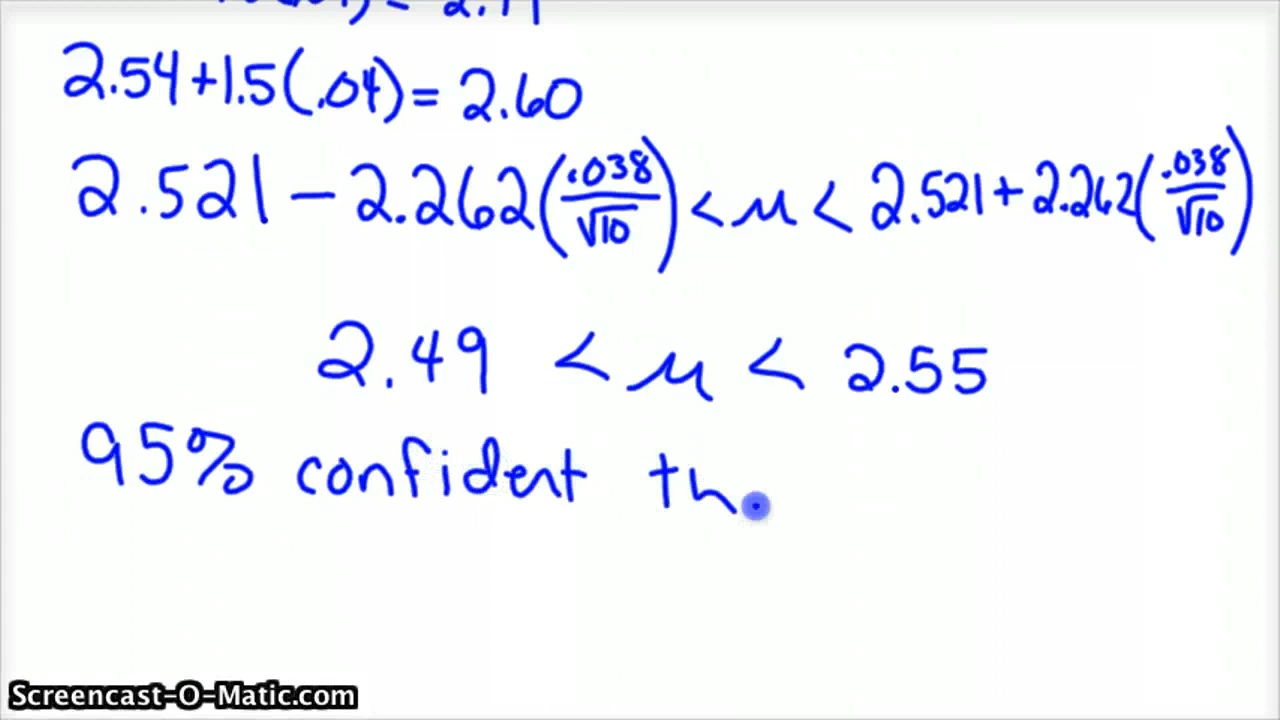 2.54+1.5(.04)= 2.60
2.521 - 2.262(.038/√10) < μ < 2.521 + 2.262(.038/√10)
2.49 < μ < 2.55
95% confident th
Screencast-O-Matic.com